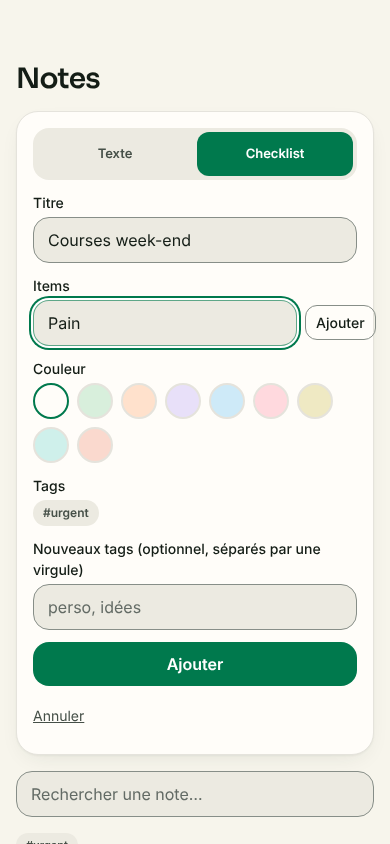 Notes
Texte
Checklist
Titre
Courses week-end
Items
Pain
Ajouter
Couleur
Tags
#urgent
Nouveaux tags (optionnel, séparés par une
virgule)
perso, idées
Ajouter
Annuler
Rechercher une note...
#urgent